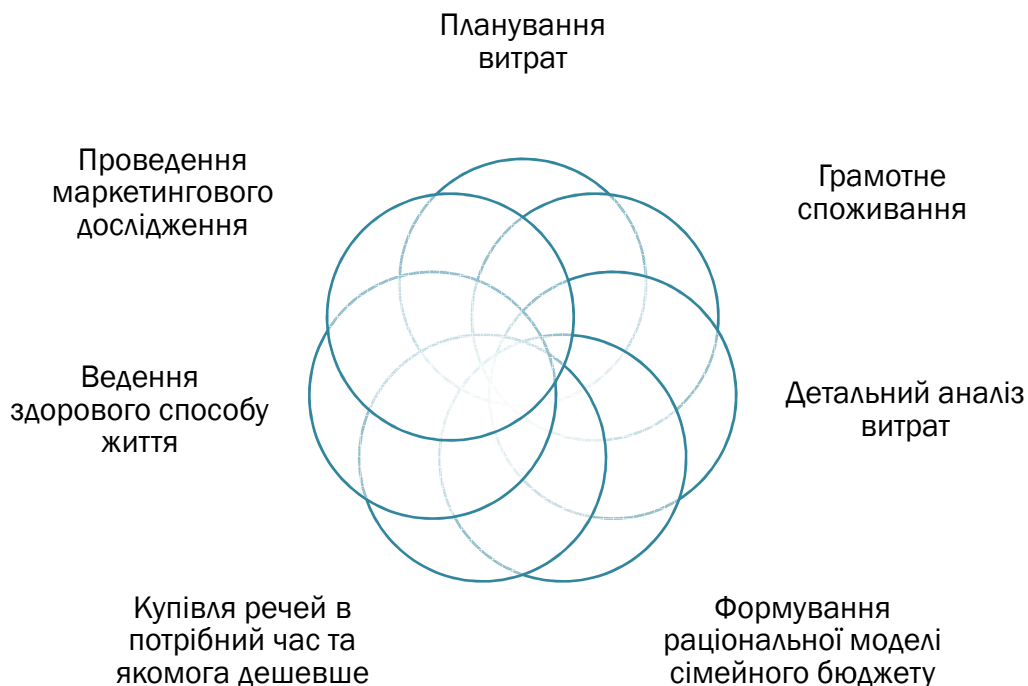 Планування
витрат
Грамотне
споживання
Детальний аналіз
витрат
Формування
раціональної моделі
сімейного бюджету
Купівля речей в
потрібний час та
якомога дешевше
Ведення
здорового способу
життя
Проведення
маркетингового
дослідження